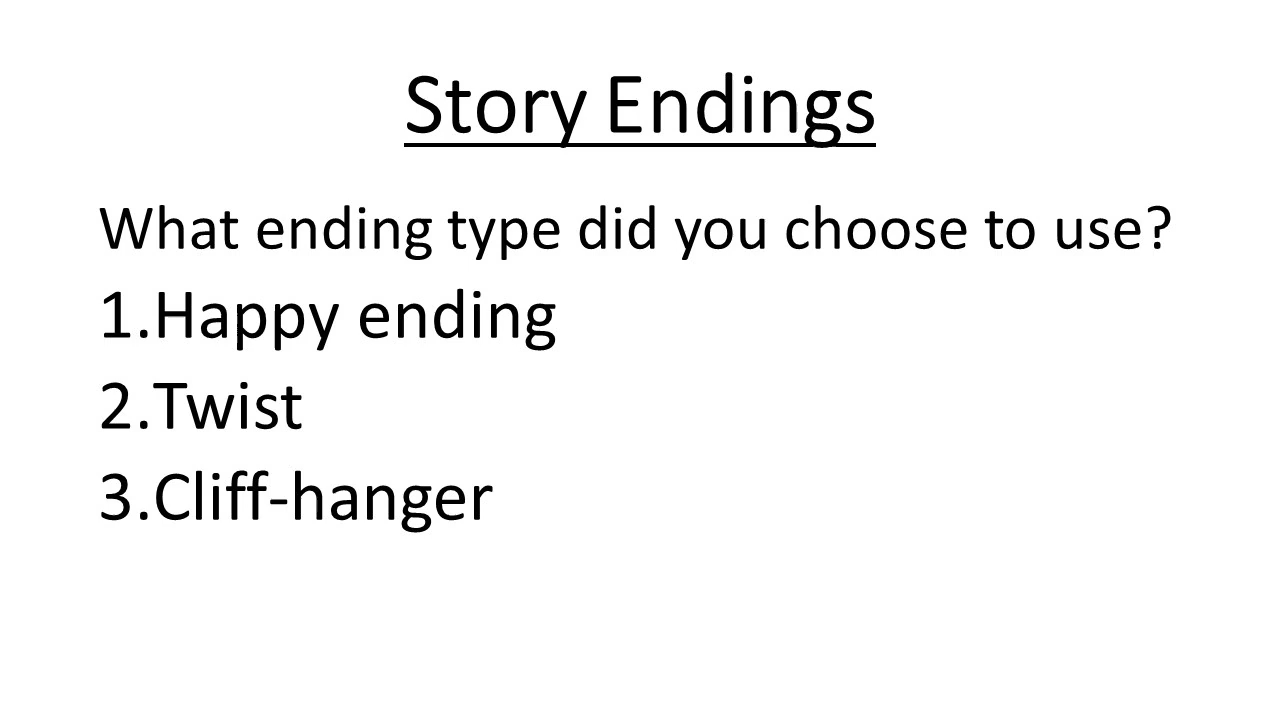 Story Endings
What ending type did you choose to use?
1.Happy ending
2.Twist
3.Cliff-hanger